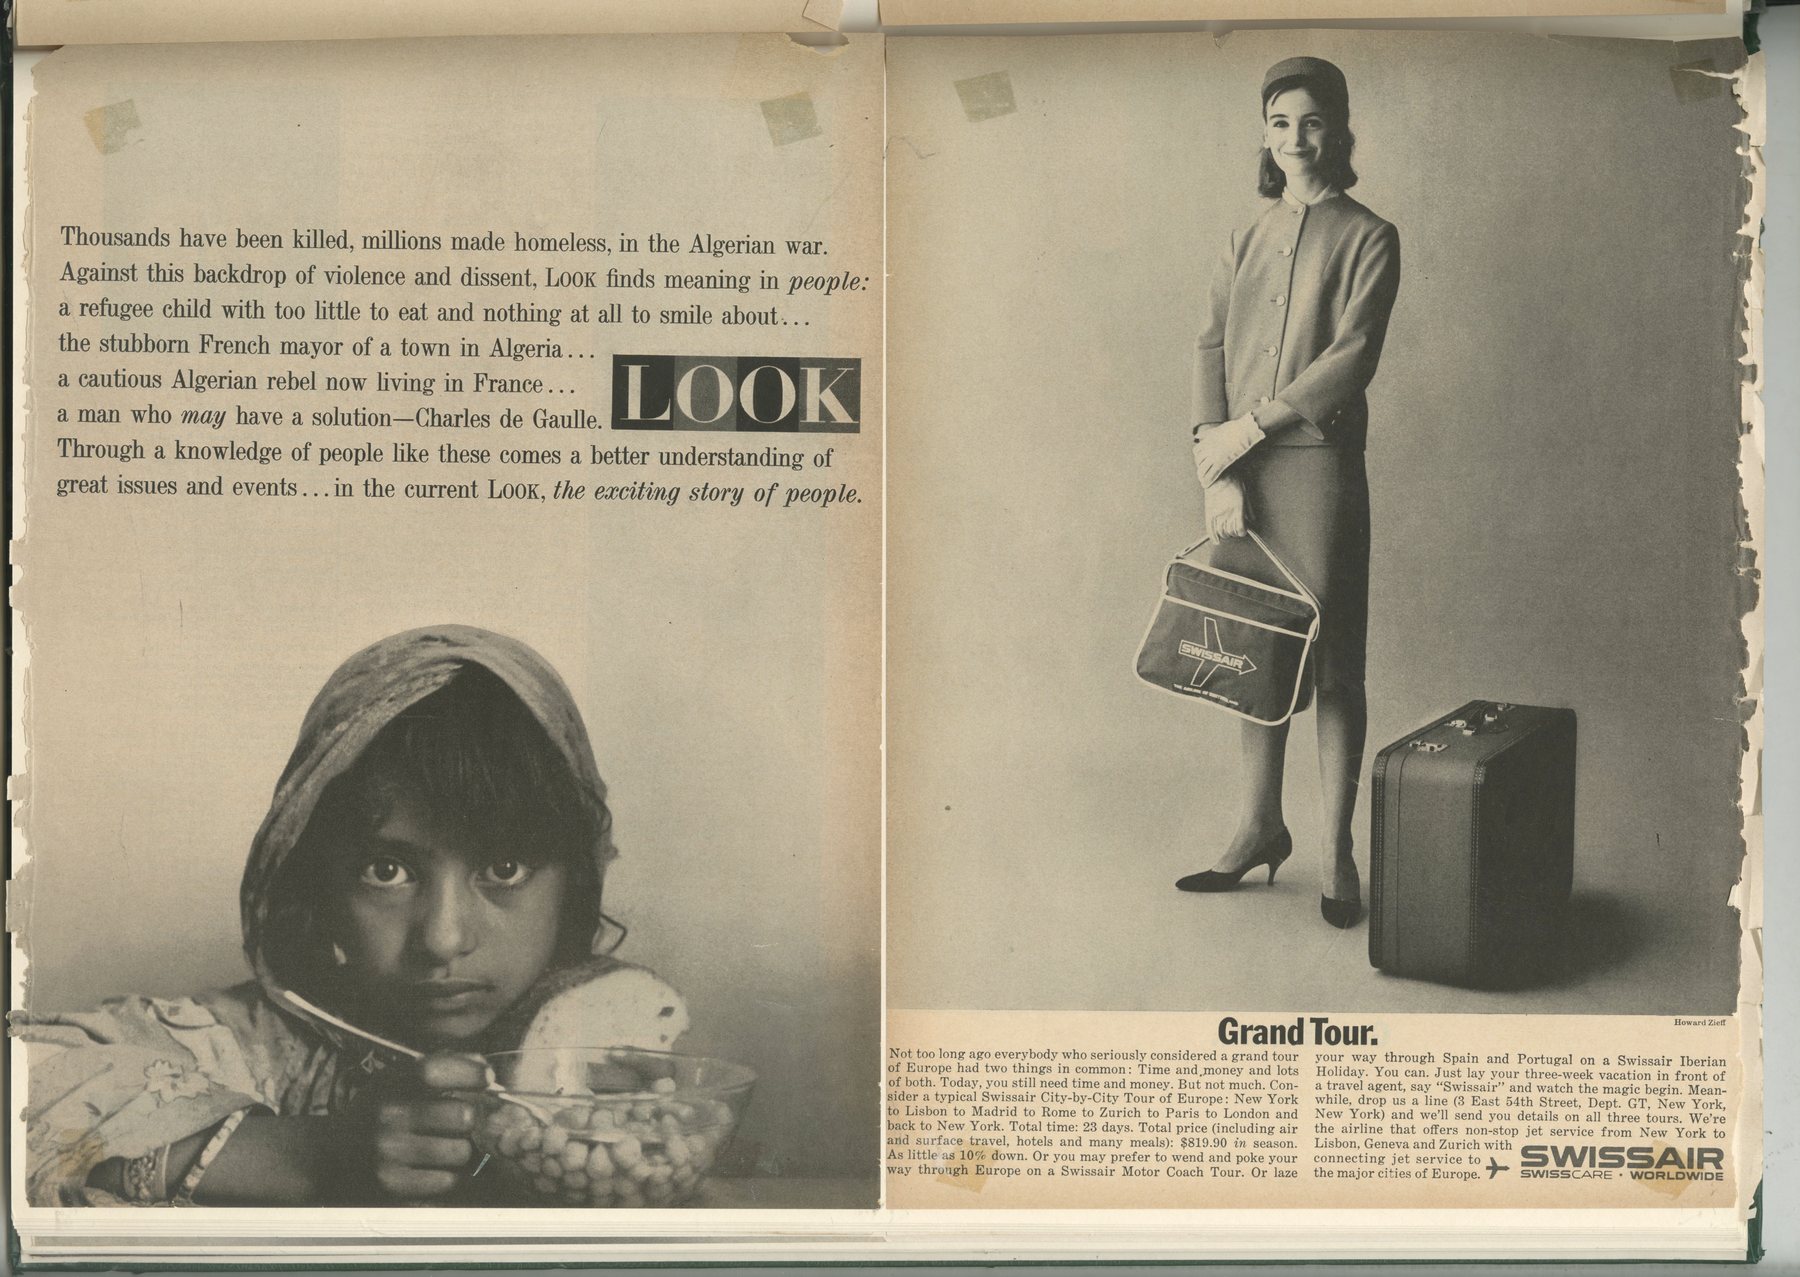 Thousands have been killed, millions made homeless, in the Algerian war.
Against this backdrop of violence and dissent, LOOK finds meaning in people:
a refugee child with too little to eat and nothing at all to smile about...
the stubborn French mayor of a town in Algeria...
a cautious Algerian rebel now living in France...
a man who may have a solution—Charles de Gaulle.
LOOK
Through a knowledge of people like these comes a better understanding of
great issues and events...in the current LOOK, the exciting story of people.
SWISSAIR
Howard Zieff
Grand Tour.
Not too long ago everybody who seriously considered a grand tour
of Europe had two things in common: Time and money and lots
of both. Today, you still need time and money. But not much. Con-
sider a typical Swissair City-by-City Tour of Europe: New York
to Lisbon to Madrid to Rome to Zurich to Paris to London and
back to New York. Total time: 23 days. Total price (including air
and surface travel, hotels and many meals): $819.90 in season.
As little as 10% down. Or you may prefer to wend and poke your
way through Europe on a Swissair Motor Coach Tour. Or laze
your way through Spain and Portugal on a Swissair Iberian
Holiday. You can. Just lay your three-week vacation in front of
a travel agent, say “Swissair” and watch the magic begin. Mean-
while, drop us a line (3 East 54th Street, Dept. GT, New York,
New York) and we'll send you details on all three tours. We're
the airline that offers non-stop jet service from New York to
Lisbon, Geneva and Zurich with
connecting jet service to
the major cities of Europe.
SWISSAIR
SWISSCARE • WORLDWIDE